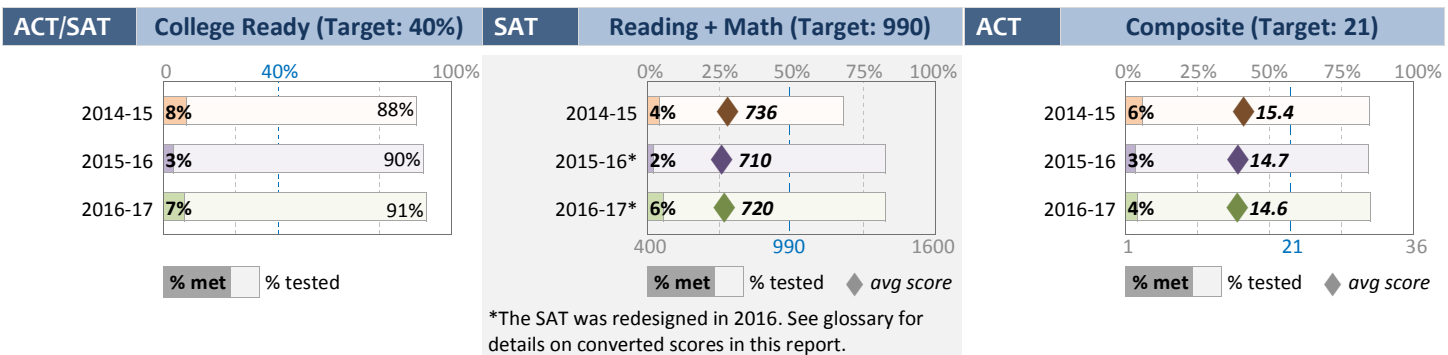 ACT/SAT College Ready (Target: 40%)
0 40% 100%
2014-15 8% 88%
2015-16 3% 90%
2016-17 7% 91%
% met % tested
SAT Reading + Math (Target: 990)
0% 25% 50% 75% 100%
2014-15 4% 736
2015-16* 2% 710
2016-17* 6% 720
400 990 1600
% met % tested avg score
*The SAT was redesigned in 2016. See glossary for
details on converted scores in this report.
ACT Composite (Target: 21)
0% 25% 50% 75% 100%
2014-15 6% 15.4
2015-16 3% 14.7
2016-17 4% 14.6
1 21 36
% met % tested avg score